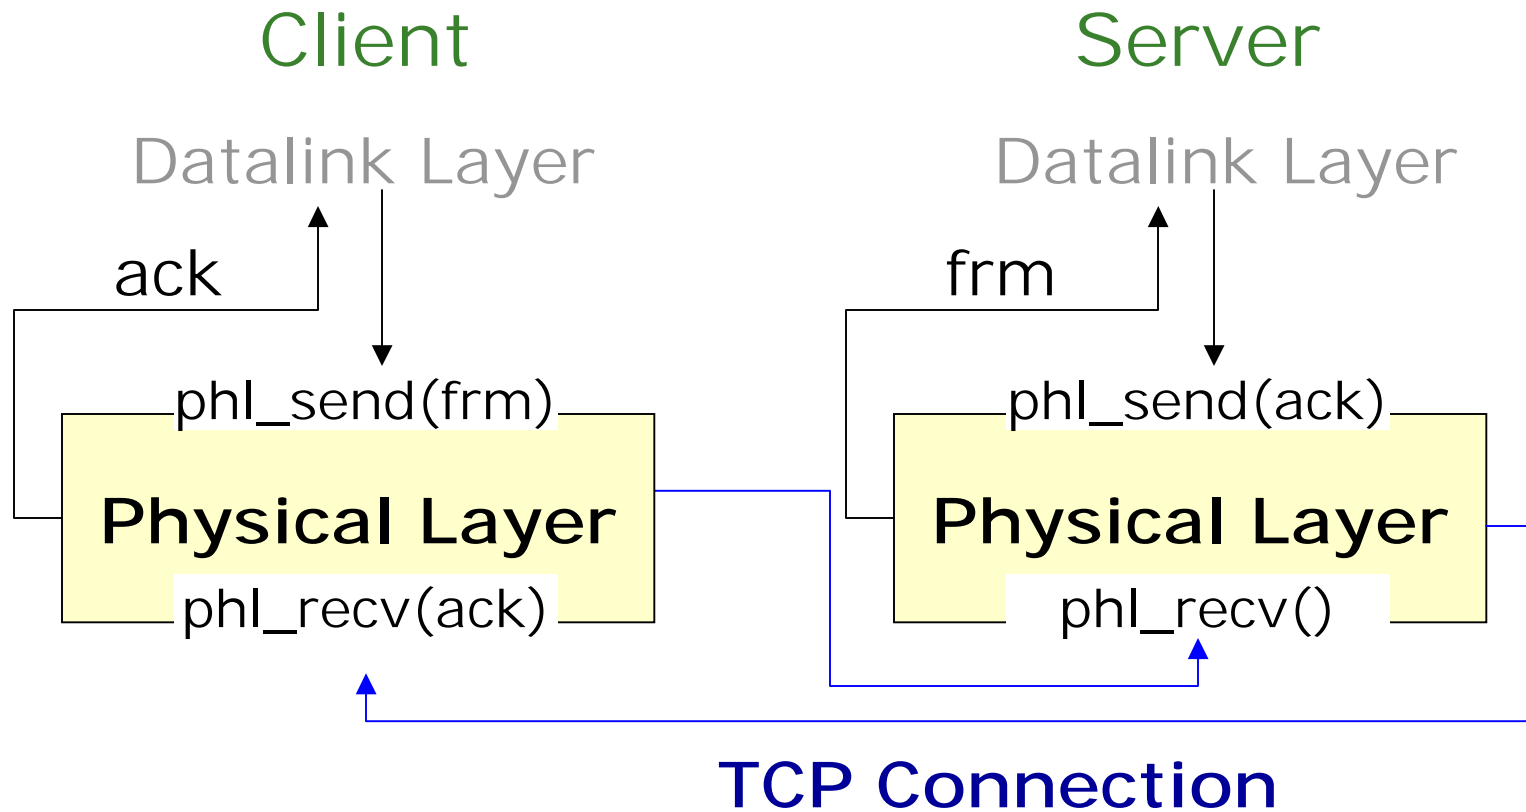 Client
Server
Datalink Layer
Datalink Layer
ack
frm
phl_send(frm)
phl_send(ack)
Physical Layer
Physical Layer
phl_recv(ack)
phl_recv()
TCP Connection